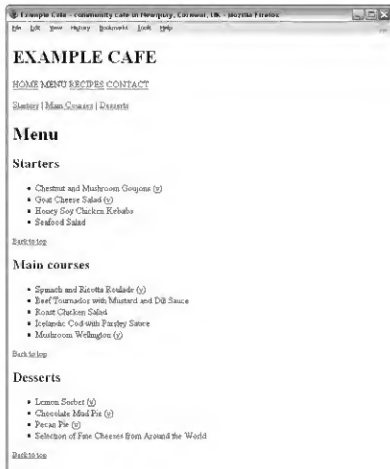 Example Cafe - community cafe in Newquay, Cornwall, UK - Mozilla Firefox
File Edit View History Bookmarks Tools Help
EXAMPLE CAFE
HOME MENU RECIPES CONTACT
Starters | Main Courses | Desserts
Menu
Starters
Chestnut and Mushroom Goujons (v)
Goat Cheese Salad (v)
Honey Soy Chicken Kebabs
Seafood Salad
Back to top
Main courses
Spinach and Ricotta Roulade (v)
Beef Tournados with Mustard and Dill Sauce
Roast Chicken Salad
Icelandic Cod with Parsley Sauce
Mushroom Wellington (v)
Back to top
Desserts
Lemon Sorbet (v)
Chocolate Mud Pie (v)
Pecan Pie (v)
Selection of Fine Cheeses from Around the World
Back to top